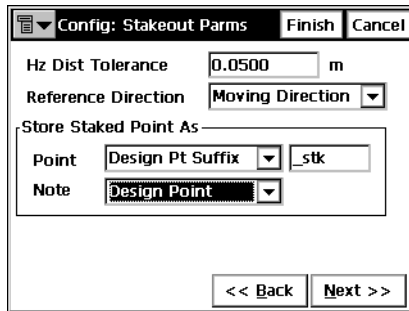 Config: Stakeout Parms Finish Cancel
Hz Dist Tolerance 0.0500 m
Reference Direction Moving Direction
Store Staked Point As
Point Design Pt Suffix _stk
Note Design Point
<< Back Next >>